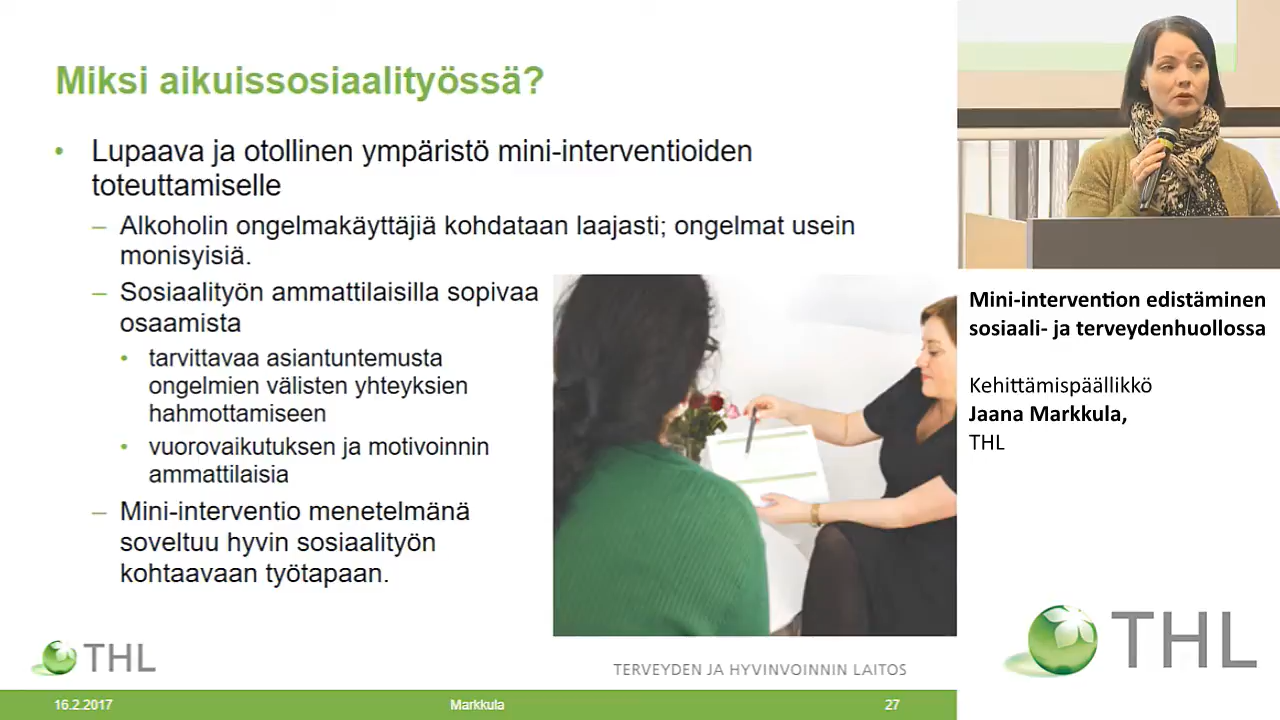 Miksi aikuissosiaalityössä?
• Lupaava ja otollinen ympäristö mini-interventioiden
toteuttamiselle
– Alkoholin ongelmakäyttäjiä kohdataan laajasti; ongelmat usein
monisyisiä.
– Sosiaalityön ammattilaisilla sopivaa
osaamista
• tarvittavaa asiantuntemusta
ongelmien välisten yhteyksien
hahmottamiseen
• vuorovaikutuksen ja motivoinnin
ammattilaisia
– Mini-interventio menetelmänä
soveltuu hyvin sosiaalityön
kohtaavaan työtapaan.
THL
TERVEYDEN JA HYVINVOINNIN LAITOS
16.2.2017
Markkula
27
Mini-intervention edistäminen
sosiaali- ja terveydenhuollossa
Kehittämispäällikkö
Jaana Markkula,
THL
THL